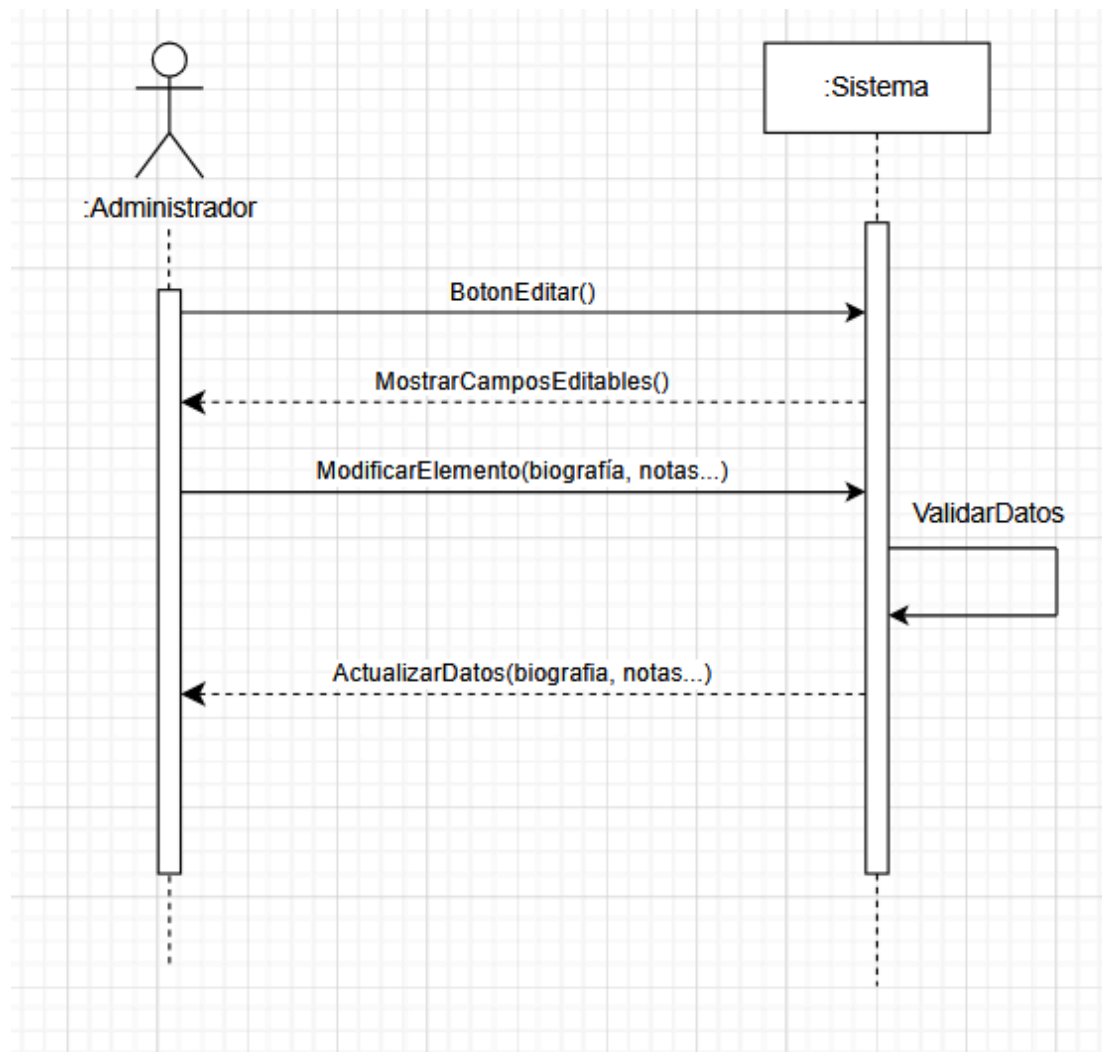 :Sistema
:Administrador
BotonEditar()
MostrarCamposEditables()
ModificarElemento(biografía, notas...)
ValidarDatos
ActualizarDatos(biografia, notas...)